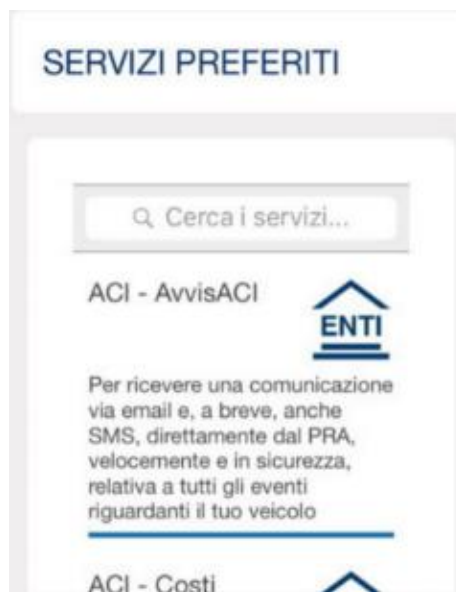 SERVIZI PREFERITI
Cerca i servizi...
ACI - AvvisACI
ENTI
Per ricevere una comunicazione
via email e, a breve, anche
SMS, direttamente dal PRA,
velocemente e in sicurezza,
relativa a tutti gli eventi
riguardanti il tuo veicolo
ACI - Costi